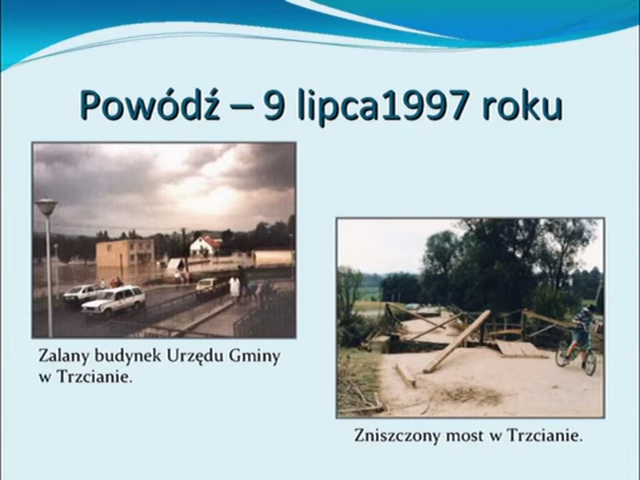 Powódź – 9 lipca1997 roku
Zalany budynek Urzędu Gminy
w Trzcianie.
Zniszczony most w Trzcianie.